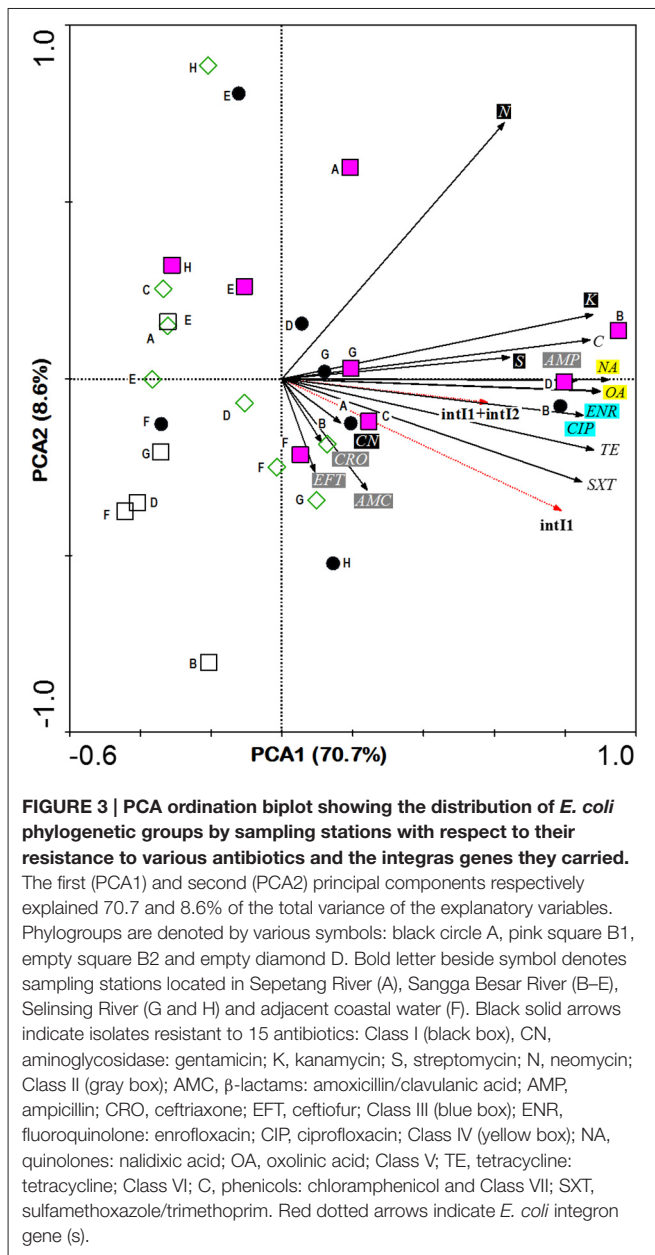 1.0
H
E
N
A
H
C
E
E
A
D
K
B
C
G
G
S
AMP
NA
E
D
OA
intI1+intI2
B
ENR
CIP
D
A
C
F
B
CN
TE
G
F
CRO
F
EFT
AMC
SXT
G
D
F
intI1
H
B
PCA2 (8.6%)
-1.0
-0.6
PCA1 (70.7%)
1.0
FIGURE 3 | PCA ordination biplot showing the distribution of E. coli
phylogenetic groups by sampling stations with respect to their
resistance to various antibiotics and the integras genes they carried.
The first (PCA1) and second (PCA2) principal components respectively
explained 70.7 and 8.6% of the total variance of the explanatory variables.
Phylogroups are denoted by various symbols: black circle A, pink square B1,
empty square B2 and empty diamond D. Bold letter beside symbol denotes
sampling stations located in Sepetang River (A), Sangga Besar River (B–E),
Selinsing River (G and H) and adjacent coastal water (F). Black solid arrows
indicate isolates resistant to 15 antibiotics: Class I (black box), CN,
aminoglycosidase: gentamicin; K, kanamycin; S, streptomycin; N, neomycin;
Class II (gray box); AMC, β-lactams: amoxicillin/clavulanic acid; AMP,
ampicillin; CRO, ceftriaxone; EFT, ceftiofur; Class III (blue box); ENR,
fluoroquinolone: enrofloxacin; CIP, ciprofloxacin; Class IV (yellow box); NA,
quinolones: nalidixic acid; OA, oxolinic acid; Class V; TE, tetracycline:
tetracycline; Class VI; C, phenicols: chloramphenicol and Class VII; SXT,
sulfamethoxazole/trimethoprim. Red dotted arrows indicate E. coli integron
gene (s).